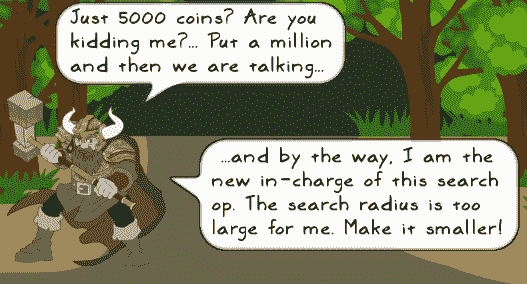 Just 5000 coins? Are you
kidding me?... Put a million
and then we are talking...
...and by the way, I am the
new in-charge of this search
op. The search radius is too
large for me. Make it smaller!